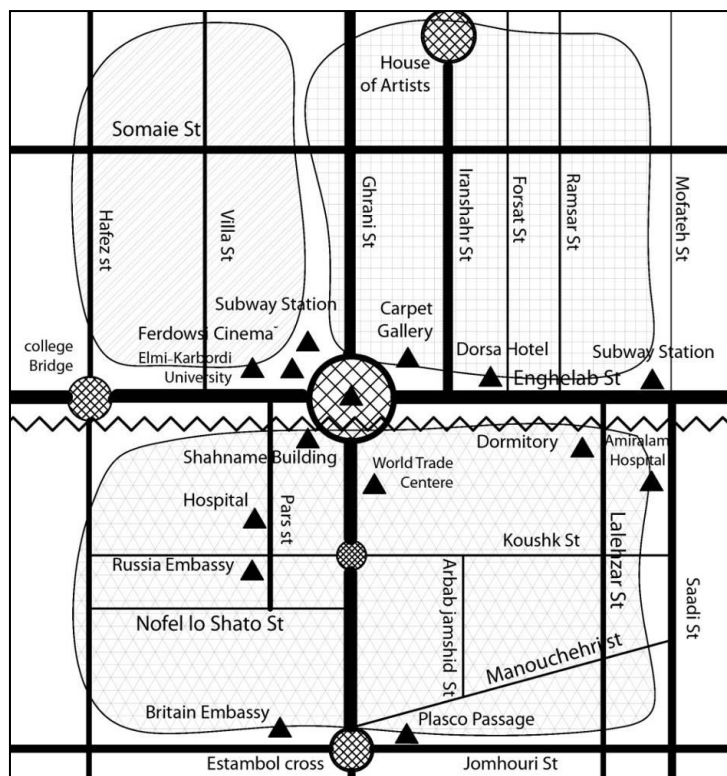 House
of Artists
Somaie St
Hafez st
Villa St
Ghrani St
Iranshahr St
Forsat St
Ramsar St
Mofateh St
Subway Station
Carpet
Gallery
Ferdowsi Cinema
college
Bridge
Elmi-Karbordi
University
Dorsa Hotel
Subway Station
Enghelab St
Shahname Building
Dormitory
Amiralam
Hospital
World Trade
Centere
Hospital
Pars st
Koushk St
Lalehzar St
Russia Embassy
Arbab jamshid St
Saadi St
Nofel lo Shato St
Manouchehri st
Britain Embassy
Plasco Passage
Estambol cross
Jomhouri St